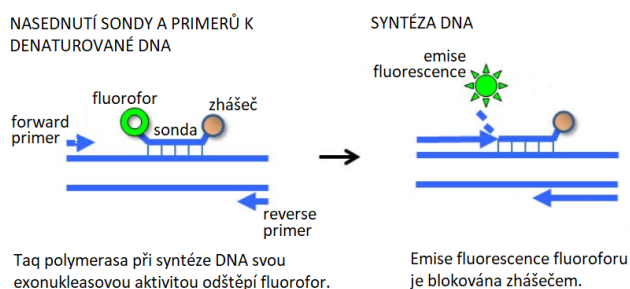 NASEDNUTÍ SONDY A PRIMERŮ K
DENATUROVANÉ DNA
fluorofor
zhášeč
sonda
forward
primer
reverse
primer
Taq polymerasa při syntéze DNA svou
exonukleasovou aktivitou odštěpí fluorofor.
SYNTÉZA DNA
emise
fluorescence
Emise fluorescence fluoroforu
je blokována zhášečem.